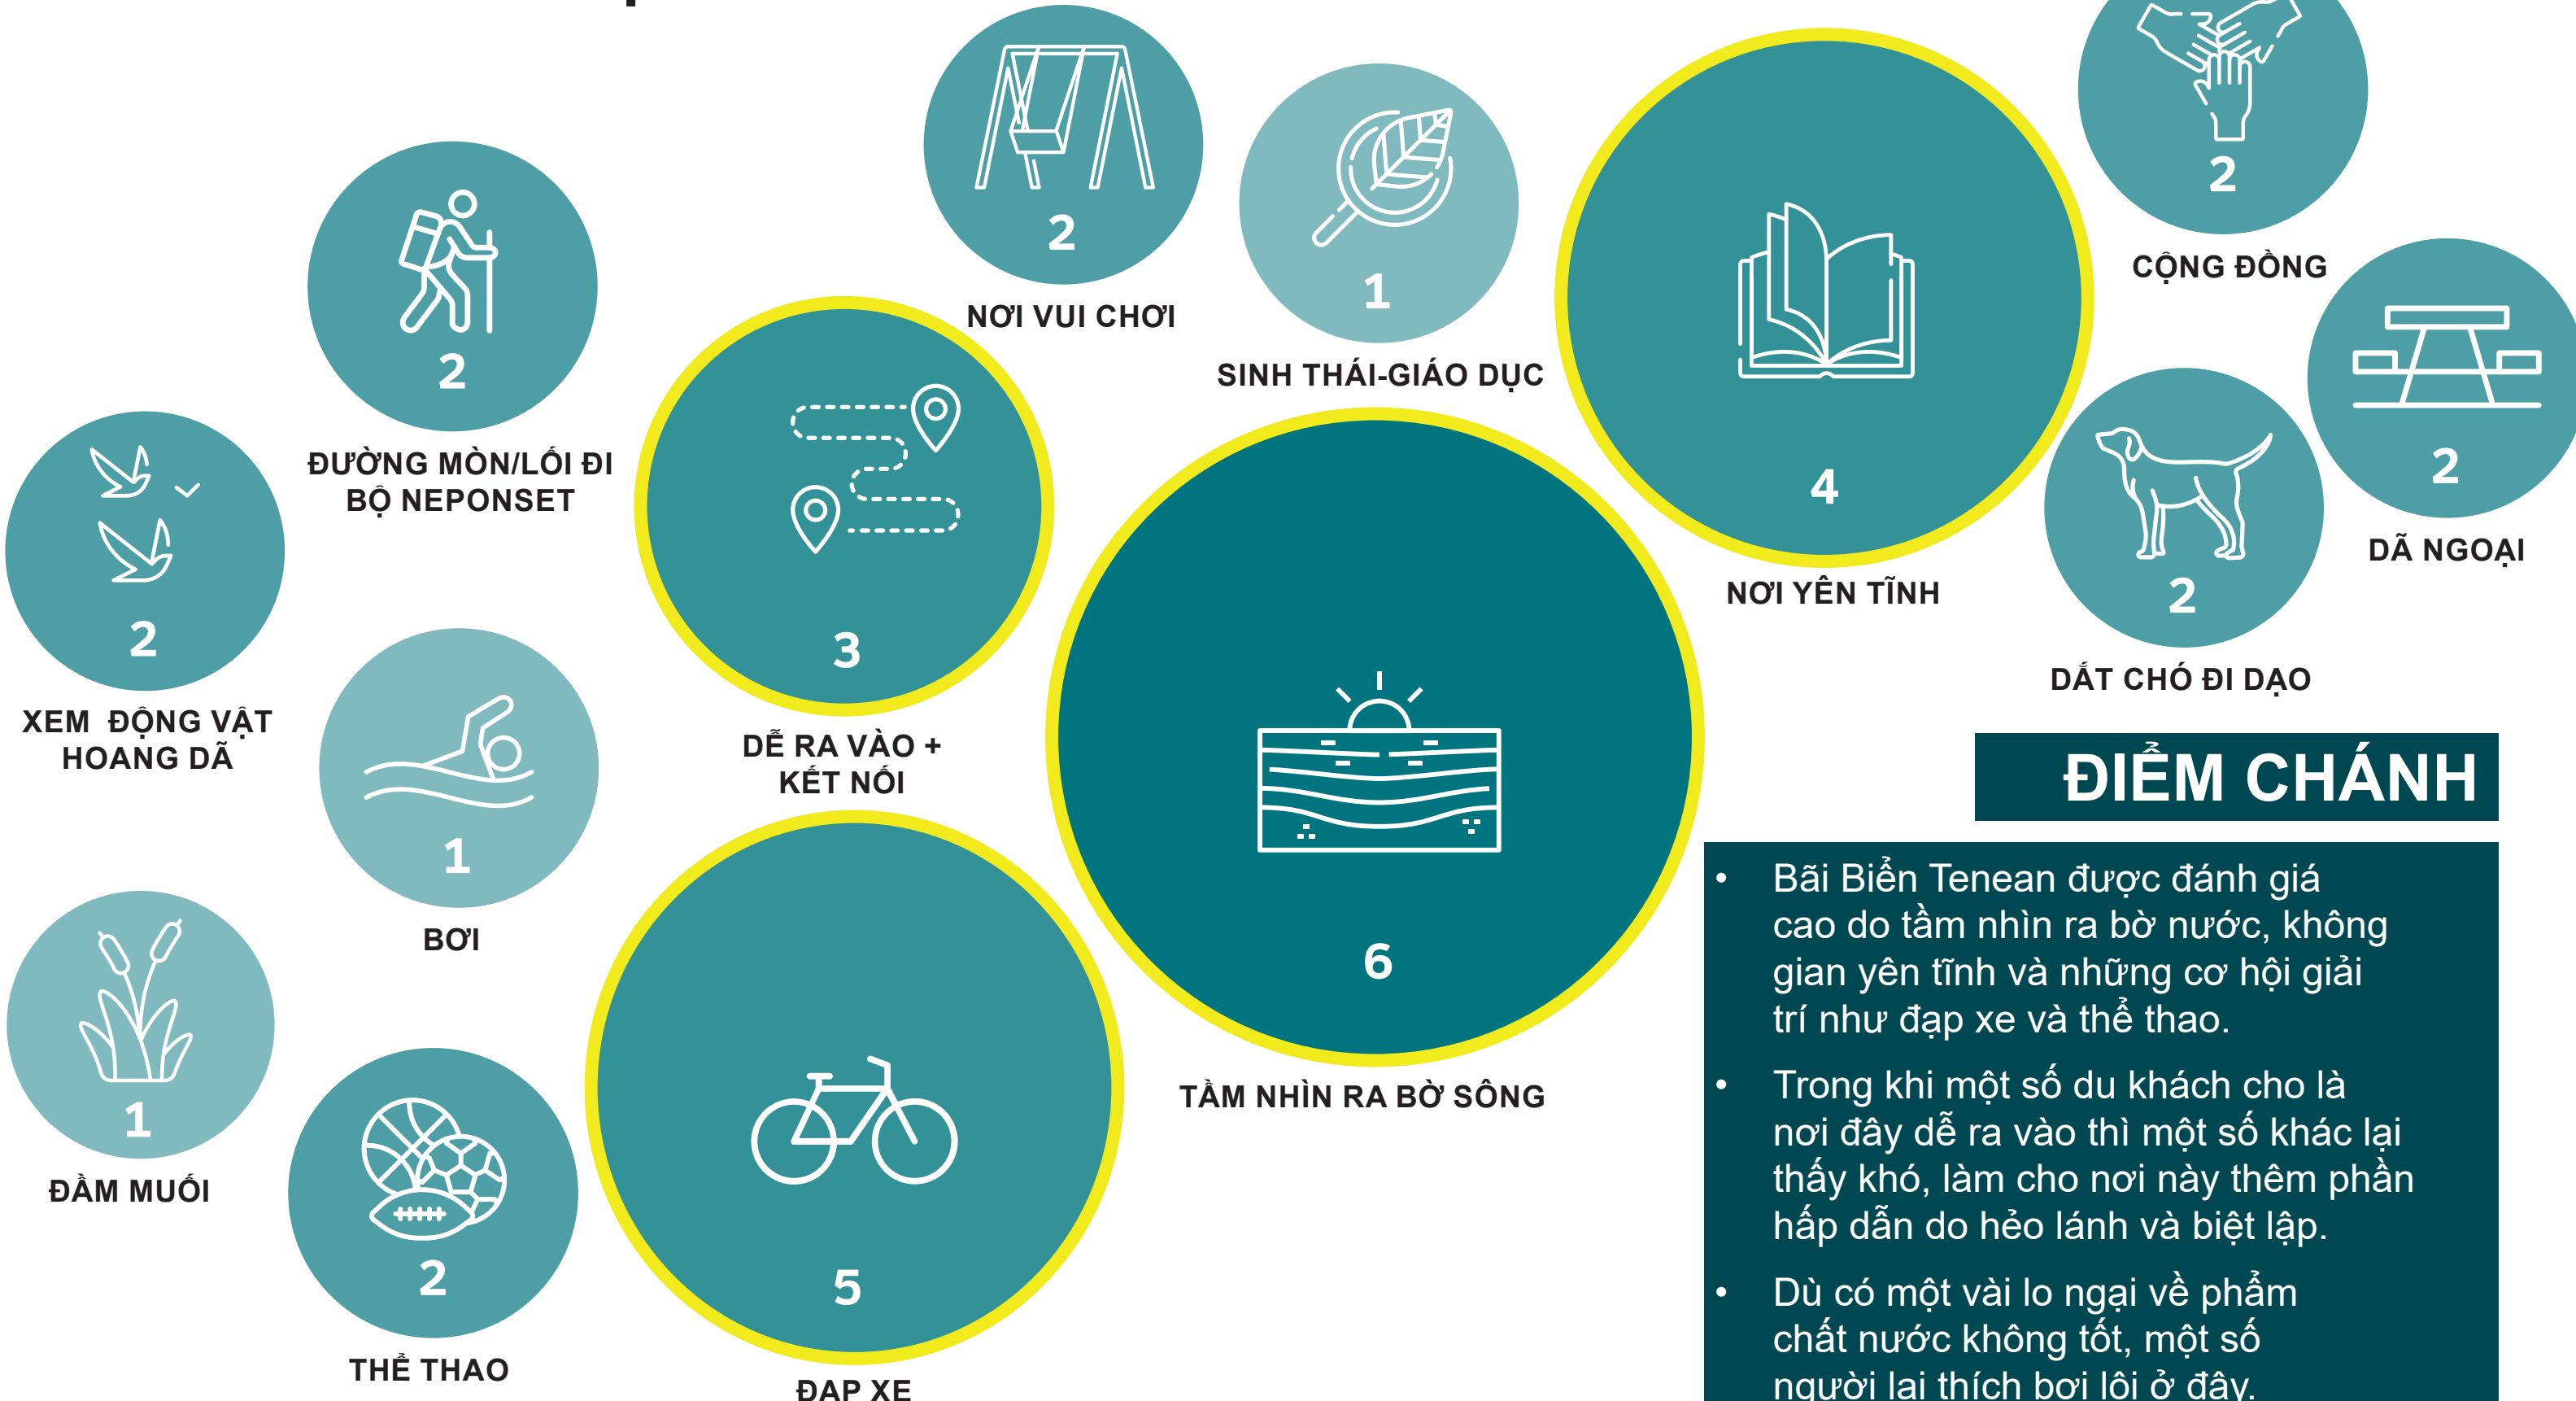 2
CỘNG ĐỒNG
2
NƠI VUI CHƠI
1
SINH THÁI-GIÁO DỤC
4
NƠI YÊN TĨNH
2
DÃ NGOẠI
2
DẮT CHÓ ĐI DẠO
2
ĐƯỜNG MÒN/LỐI ĐI
BỘ NEPONSET
3
DỄ RA VÀO +
KẾT NỐI
2
XEM ĐỘNG VẬT
HOANG DÃ
1
BƠI
6
TẦM NHÌN RA BỜ SÔNG
1
ĐẦM MUỐI
2
THỂ THAO
5
ĐẠP XE
ĐIỂM CHÁNH
• Bãi Biển Tenean được đánh giá
cao do tầm nhìn ra bờ nước, không
gian yên tĩnh và những cơ hội giải
trí như đạp xe và thể thao.
• Trong khi một số du khách cho là
nơi đây dễ ra vào thì một số khác lại
thấy khó, làm cho nơi này thêm phần
hấp dẫn do hẻo lánh và biệt lập.
• Dù có một vài lo ngại về phẩm
chất nước không tốt, một số
người lại thích bơi lội ở đây.